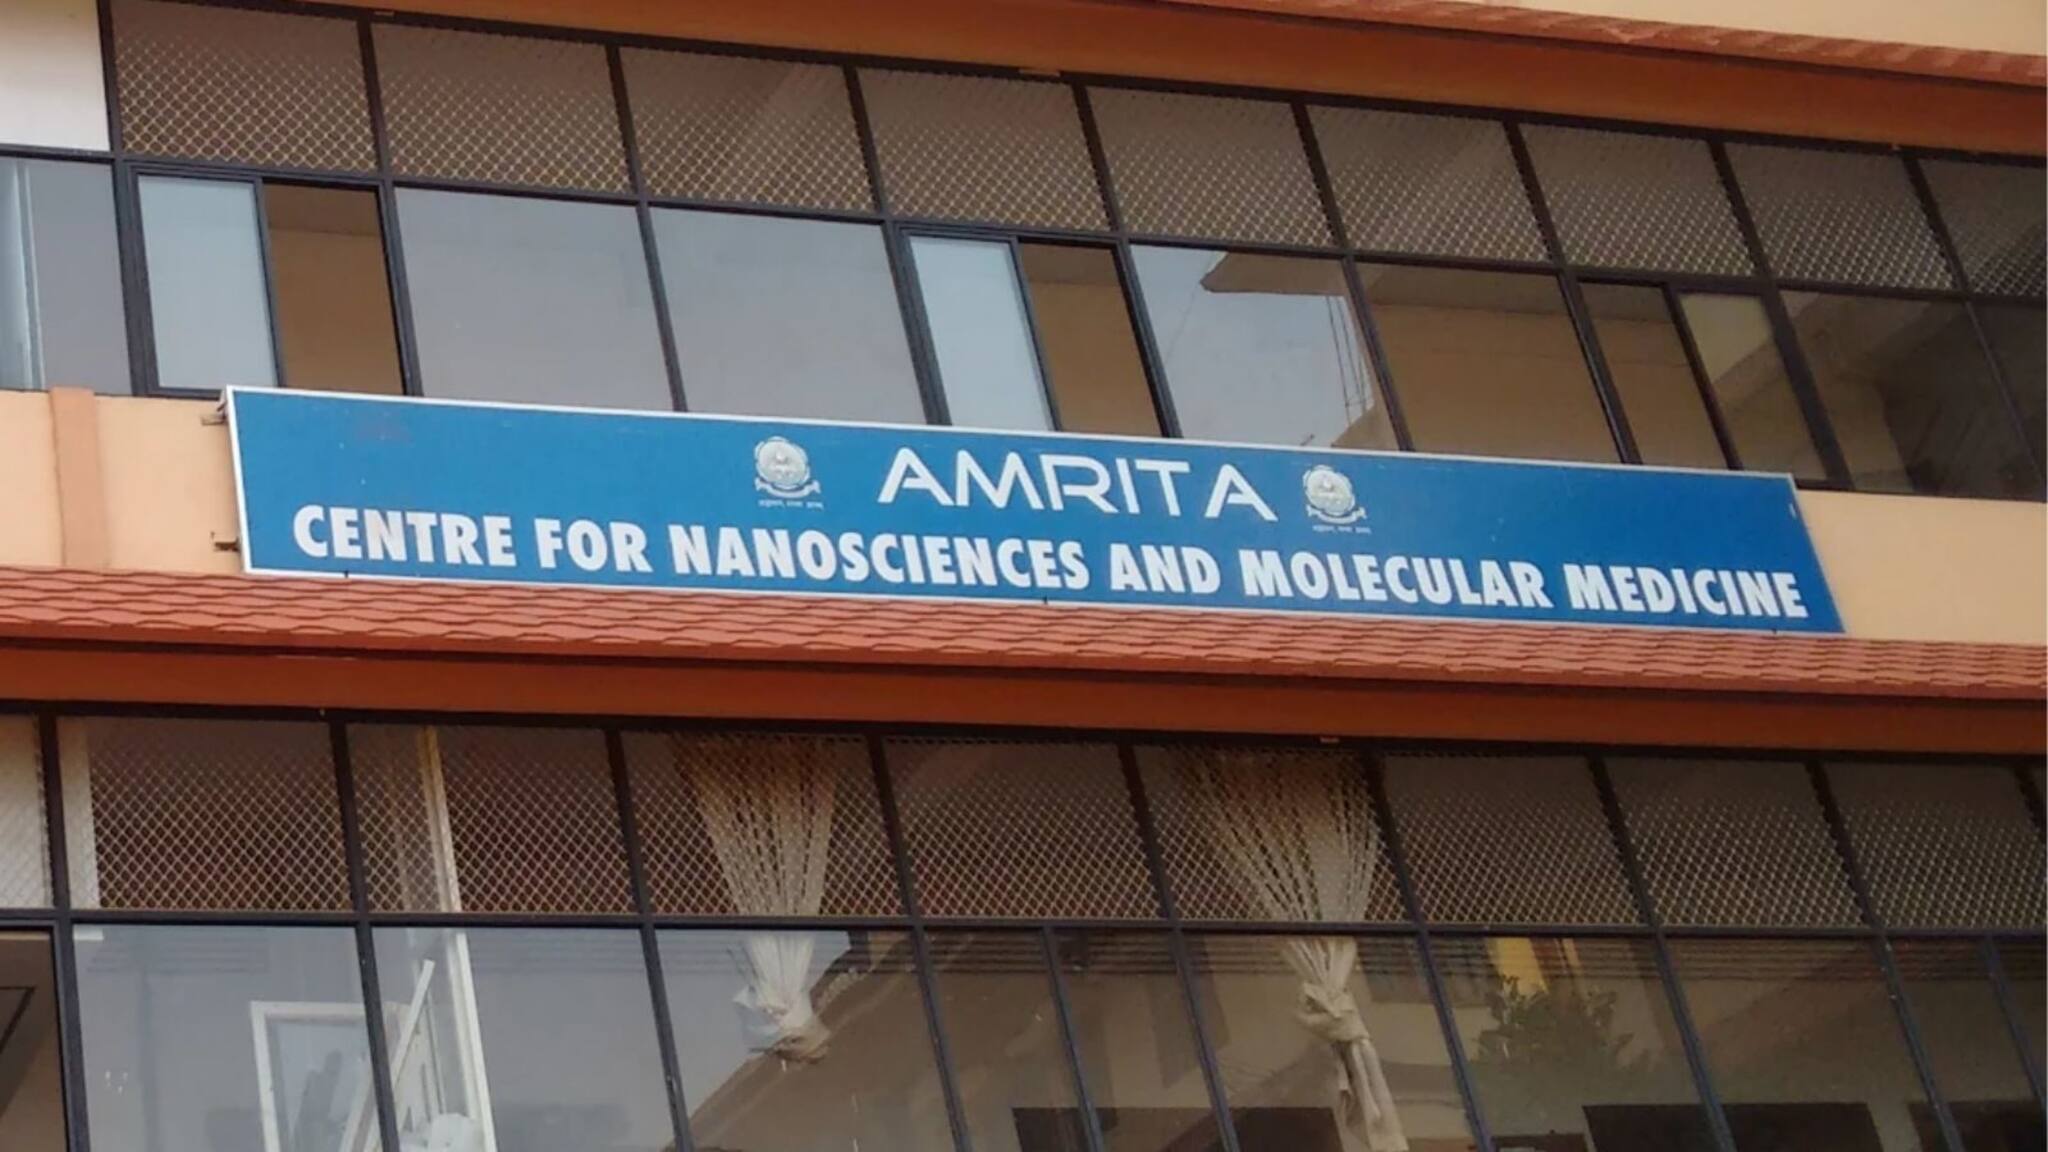 AMRITA
CENTRE FOR NANOSCIENCES AND MOLECULAR MEDICINE